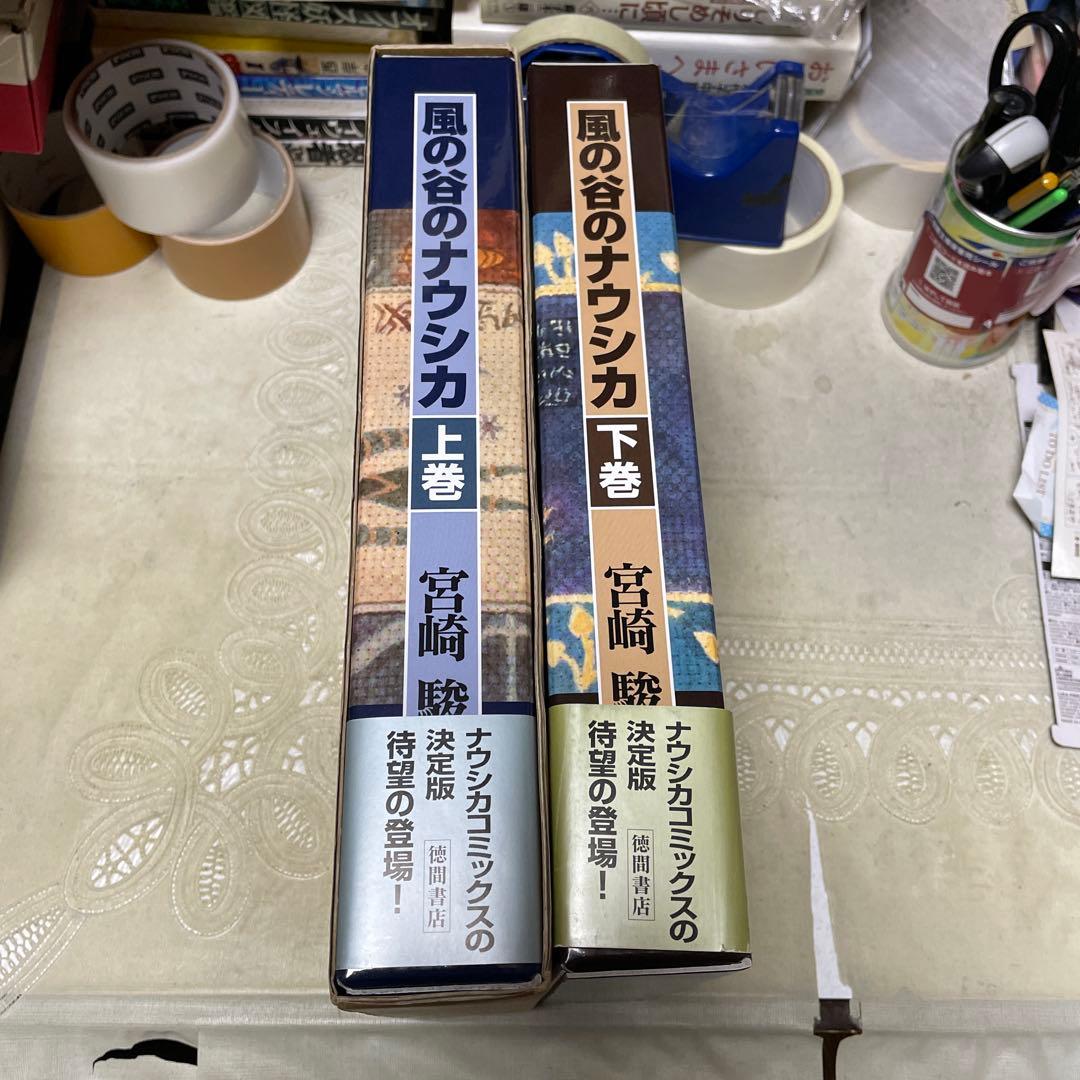 風の谷のナウシカ
上巻
宮崎 駿
ナウシカコミックスの
決定版
待望の登場!
徳間書店
風の谷のナウシカ
下巻
宮崎 駿
ナウシカコミックスの
決定版
待望の登場!
徳間書店